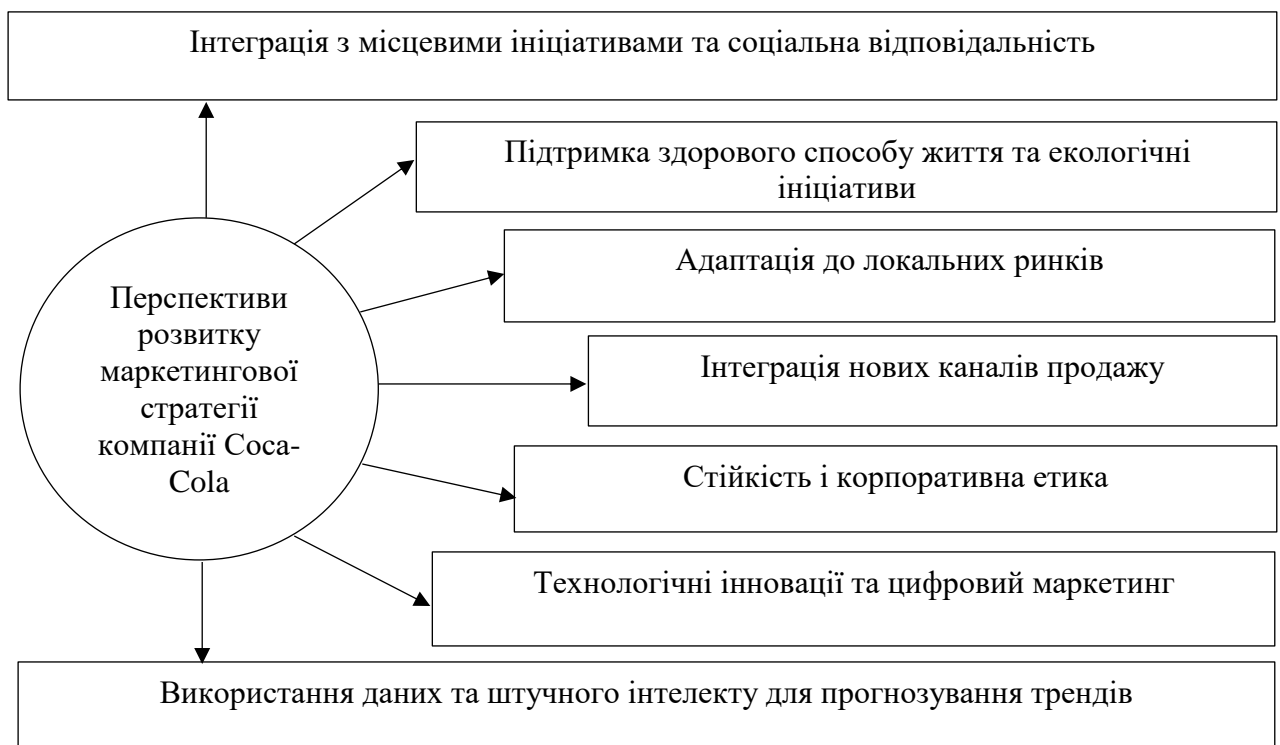 Інтеграція з місцевими ініціативами та соціальна відповідальність
Підтримка здорового способу життя та екологічні
ініціативи
Адаптація до локальних ринків
Перспективи
розвитку
маркетингової
стратегії
компанії Coca-
Cola
Інтеграція нових каналів продажу
Стійкість і корпоративна етика
Технологічні інновації та цифровий маркетинг
Використання даних та штучного інтелекту для прогнозування трендів